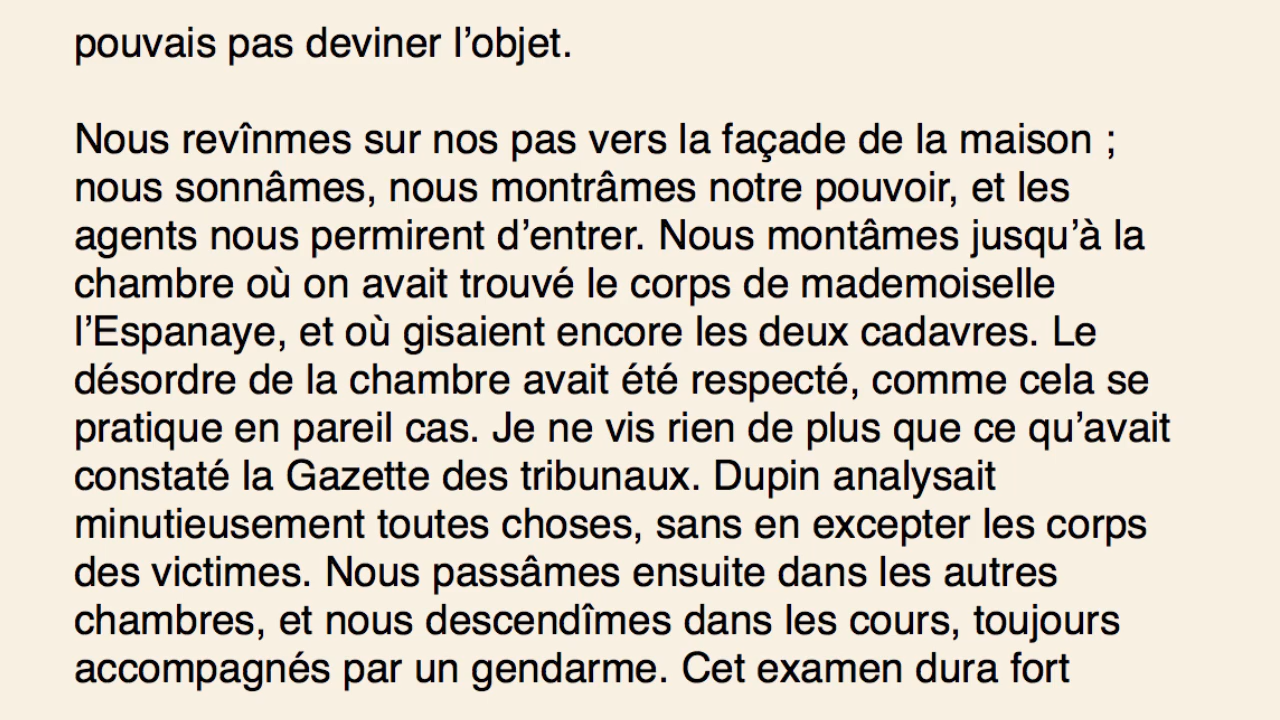 pouvais pas deviner l’objet.
Nous revînmes sur nos pas vers la façade de la maison ;
nous sonnâmes, nous montrâmes notre pouvoir, et les
agents nous permirent d’entrer. Nous montâmes jusqu’à la
chambre où on avait trouvé le corps de mademoiselle
l’Espanaye, et où gisaient encore les deux cadavres. Le
désordre de la chambre avait été respecté, comme cela se
pratique en pareil cas. Je ne vis rien de plus que ce qu’avait
constaté la Gazette des tribunaux. Dupin analysait
minutieusement toutes choses, sans en excepter les corps
des victimes. Nous passâmes ensuite dans les autres
chambres, et nous descendîmes dans les cours, toujours
accompagnés par un gendarme. Cet examen dura fort